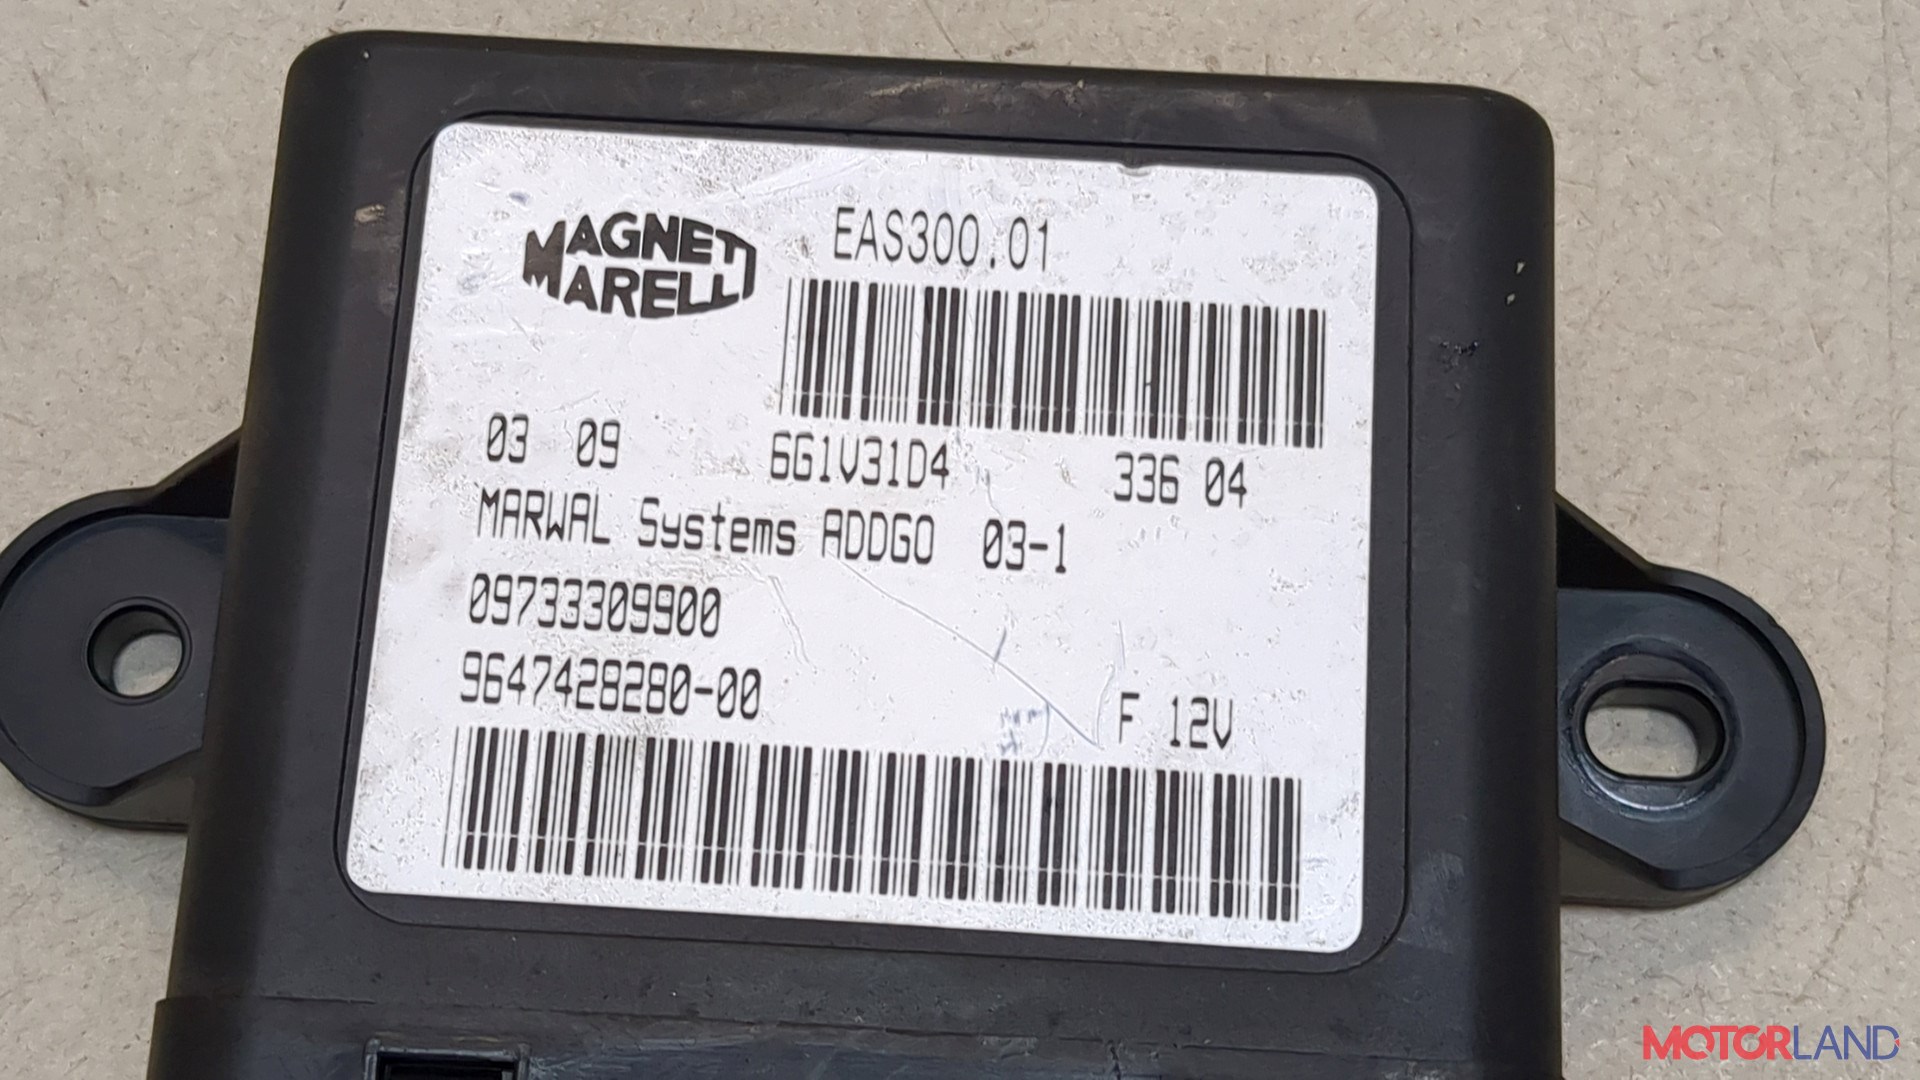 MAGNETI
MARELLI
EAS300.01
03 09 6G1V31D4 336 04
MARWAL Systems ADDGO 03-1
09733309900
9647428280-00
F 12V
MOTORLAND